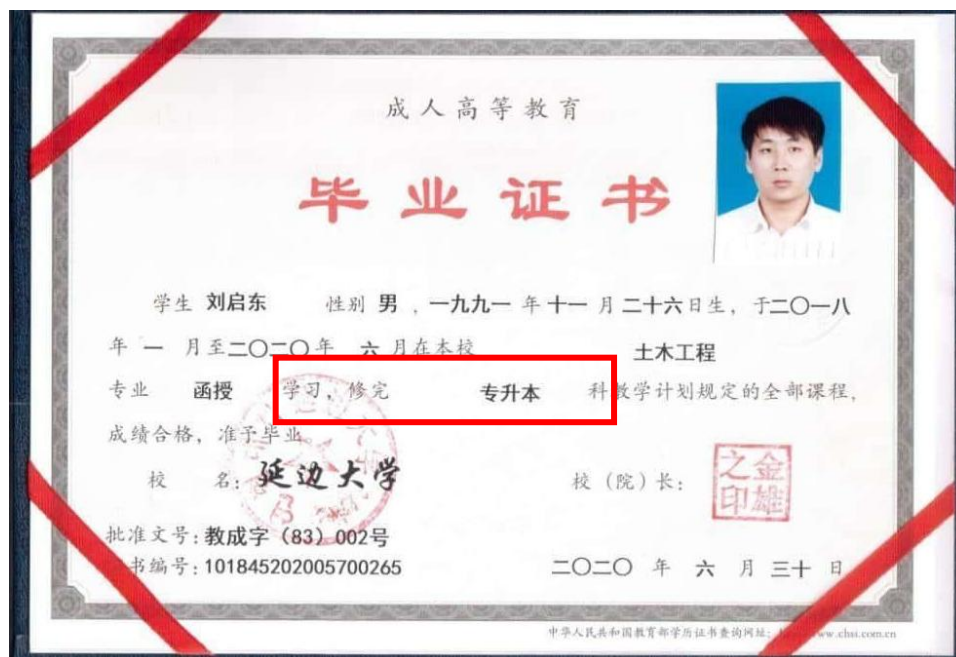 成人高等教育
毕业证书
学生 刘启东 性别 男 ，一九九一 年 十一 月 二十六 日生，于二〇一八
年 一 月至二〇二〇年 六 月在本校 土木工程
专业 函授 学习，修完 专升本 科教学计划规定的全部课程，
成绩合格，准予毕业
校 名：延边大学 校（院）长：
金雄之印
批准文号：教成字（83）002号
书编号：101845202005700265 二〇二〇 年 六 月 三十 日
中华人民共和国教育部学历证书查询网址： www.chsi.com.cn